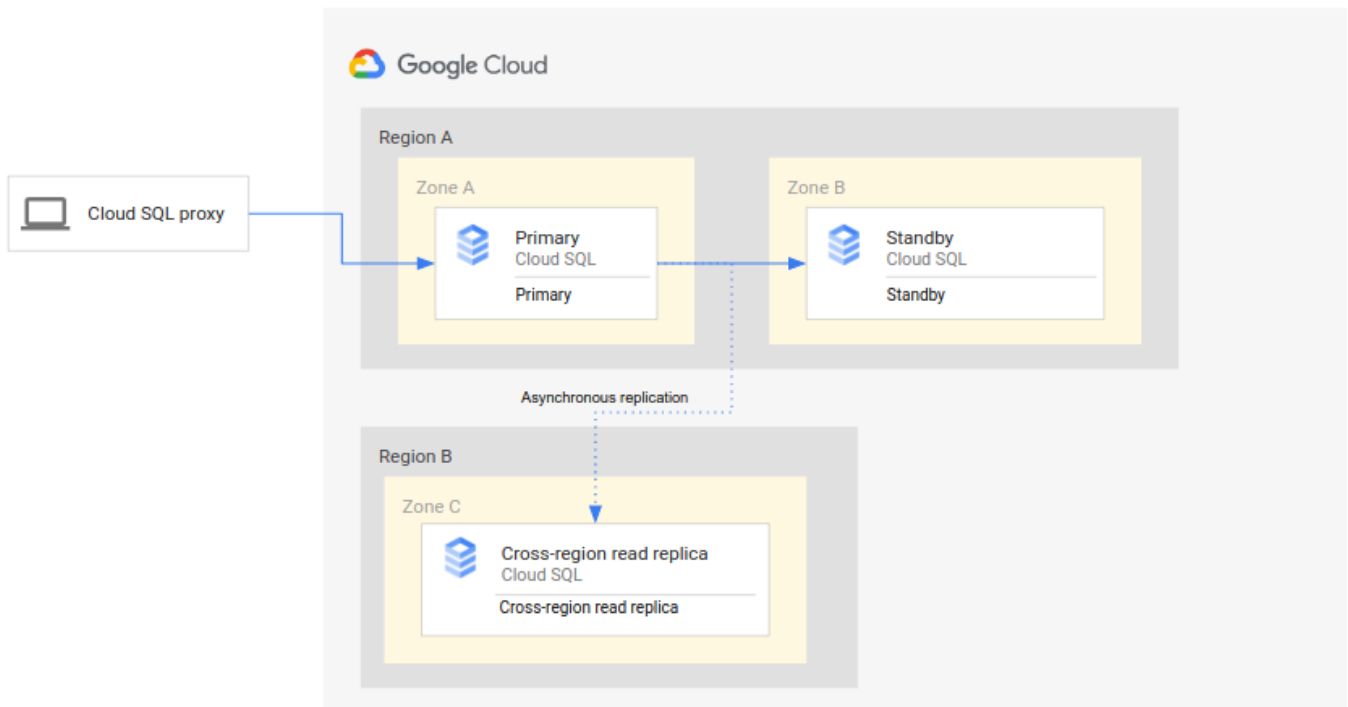 Google Cloud
Region A
Zone A
Zone B
Cloud SQL proxy
Primary
Cloud SQL
Primary
Standby
Cloud SQL
Standby
Asynchronous replication
Region B
Zone C
Cross-region read replica
Cloud SQL
Cross-region read replica